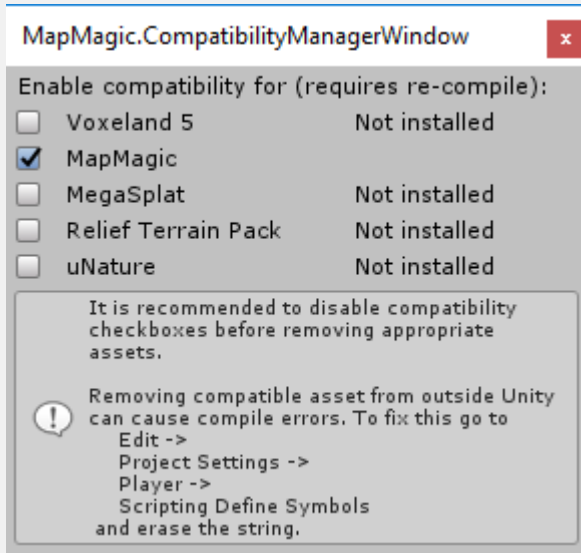 MapMagic.CompatibilityManagerWindow x
Enable compatibility for (requires re-compile):
Voxeland 5 Not installed
MapMagic
MegaSplat Not installed
Relief Terrain Pack Not installed
uNature Not installed
It is recommended to disable compatibility
checkboxes before removing appropriate
assets.
Removing compatible asset from outside Unity
can cause compile errors. To fix this go to
Edit ->
Project Settings ->
Player ->
Scripting Define Symbols
and erase the string.